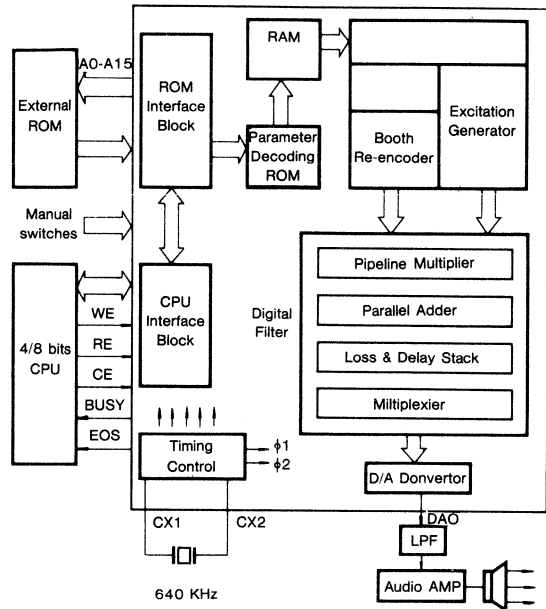 A0-A15
External
ROM
ROM
Interface
Block
RAM
Parameter
Decoding
ROM
Booth
Re-encoder
Excitation
Generator
Manual
switches
4/8 bits
CPU
WE
RE
CE
BUSY
EOS
CPU
Interface
Block
Digital
Filter
Pipeline Multiplier
Parallel Adder
Loss & Delay Stack
Miltiplexier
Timing
Control
ϕ1
ϕ2
D/A Donvertor
CX1
CX2
640 KHz
DAO
LPF
Audio AMP